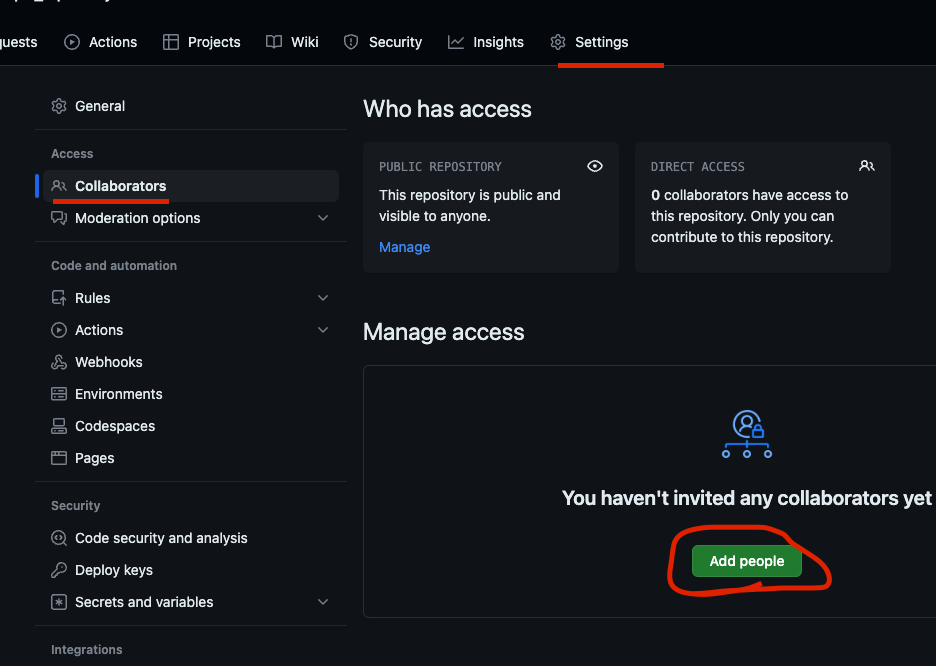 Actions
Projects
Wiki
Security
Insights
Settings
General
Access
Collaborators
Moderation options
Code and automation
Rules
Actions
Webhooks
Environments
Codespaces
Pages
Security
Code security and analysis
Deploy keys
Secrets and variables
Integrations
Who has access
PUBLIC REPOSITORY
This repository is public and
visible to anyone.
Manage
DIRECT ACCESS
0 collaborators have access to
this repository. Only you can
contribute to this repository.
Manage access
You haven't invited any collaborators yet
Add people